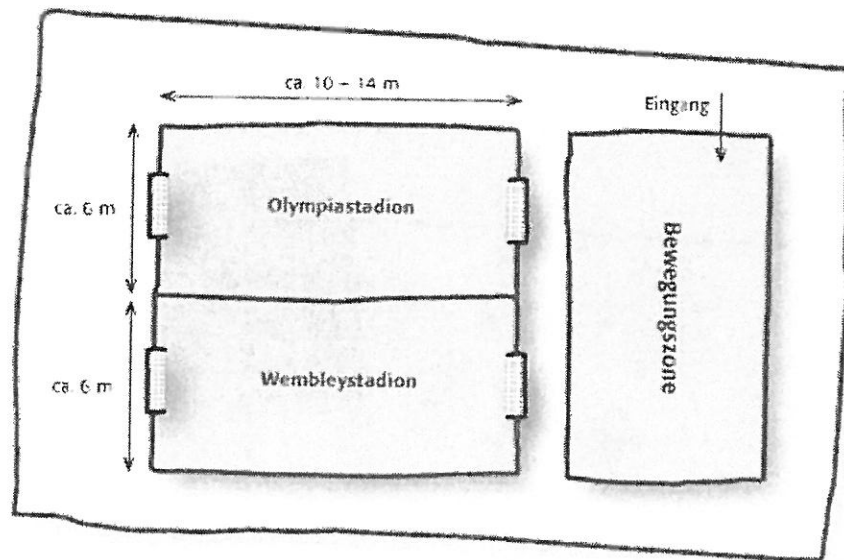 ca. 10 – 14 m
Eingang
ca. 6 m
Olympiastadion
Bewegungszone
ca. 6 m
Wembleystadion